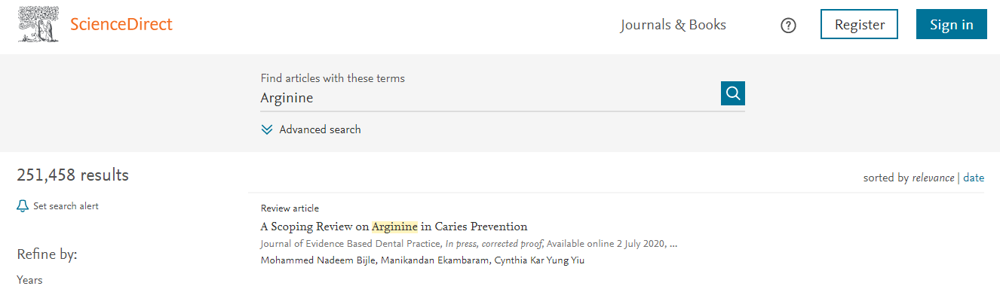 ScienceDirect
Journals & Books
?
Register
Sign in
Find articles with these terms
Arginine
Advanced search
251,458 results
sorted by relevance | date
Set search alert
Review article
A Scoping Review on Arginine in Caries Prevention
Journal of Evidence Based Dental Practice, In press, corrected proof, Available online 2 July 2020, ...
Mohammed Nadeem Bijle, Manikandan Ekambaram, Cynthia Kar Yung Yiu
Refine by:
Years